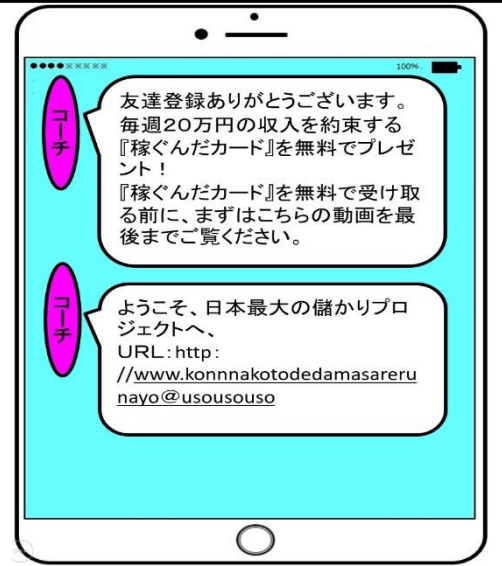 ●●●●※※※※※
100%
コーチ
友達登録ありがとうございます。
毎週２０万円の収入を約束する
『稼ぐんだカード』を無料でプレゼ
ント！
『稼ぐんだカード』を無料で受け取
る前に、まずはこちらの動画を最
後までご覧ください。
コーチ
ようこそ、日本最大の儲かりプロ
ジェクトへ、
ＵＲＬ：http：
//www.konnnakotodedamasareru
nayo＠usousouso